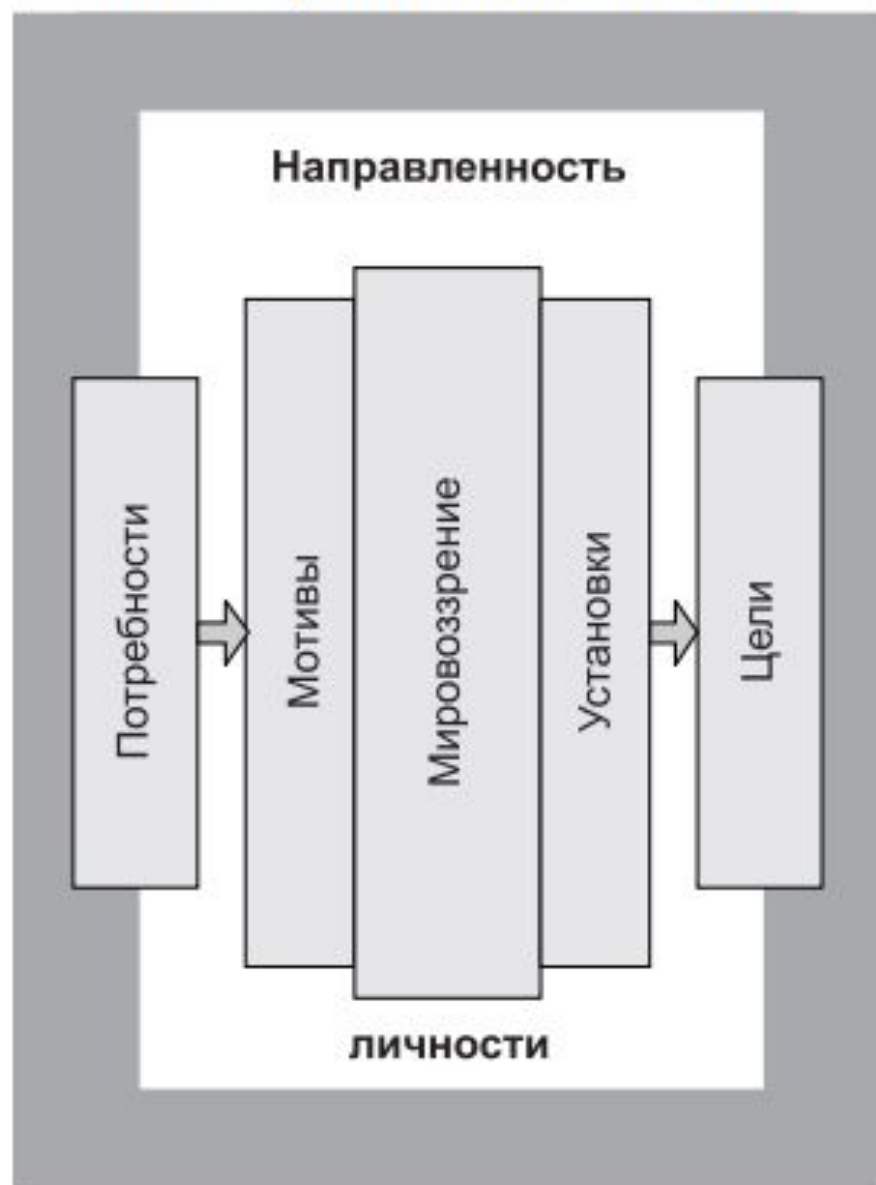 Направленность
Потребности
Мотивы
Мировоззрение
Установки
Цели
личности